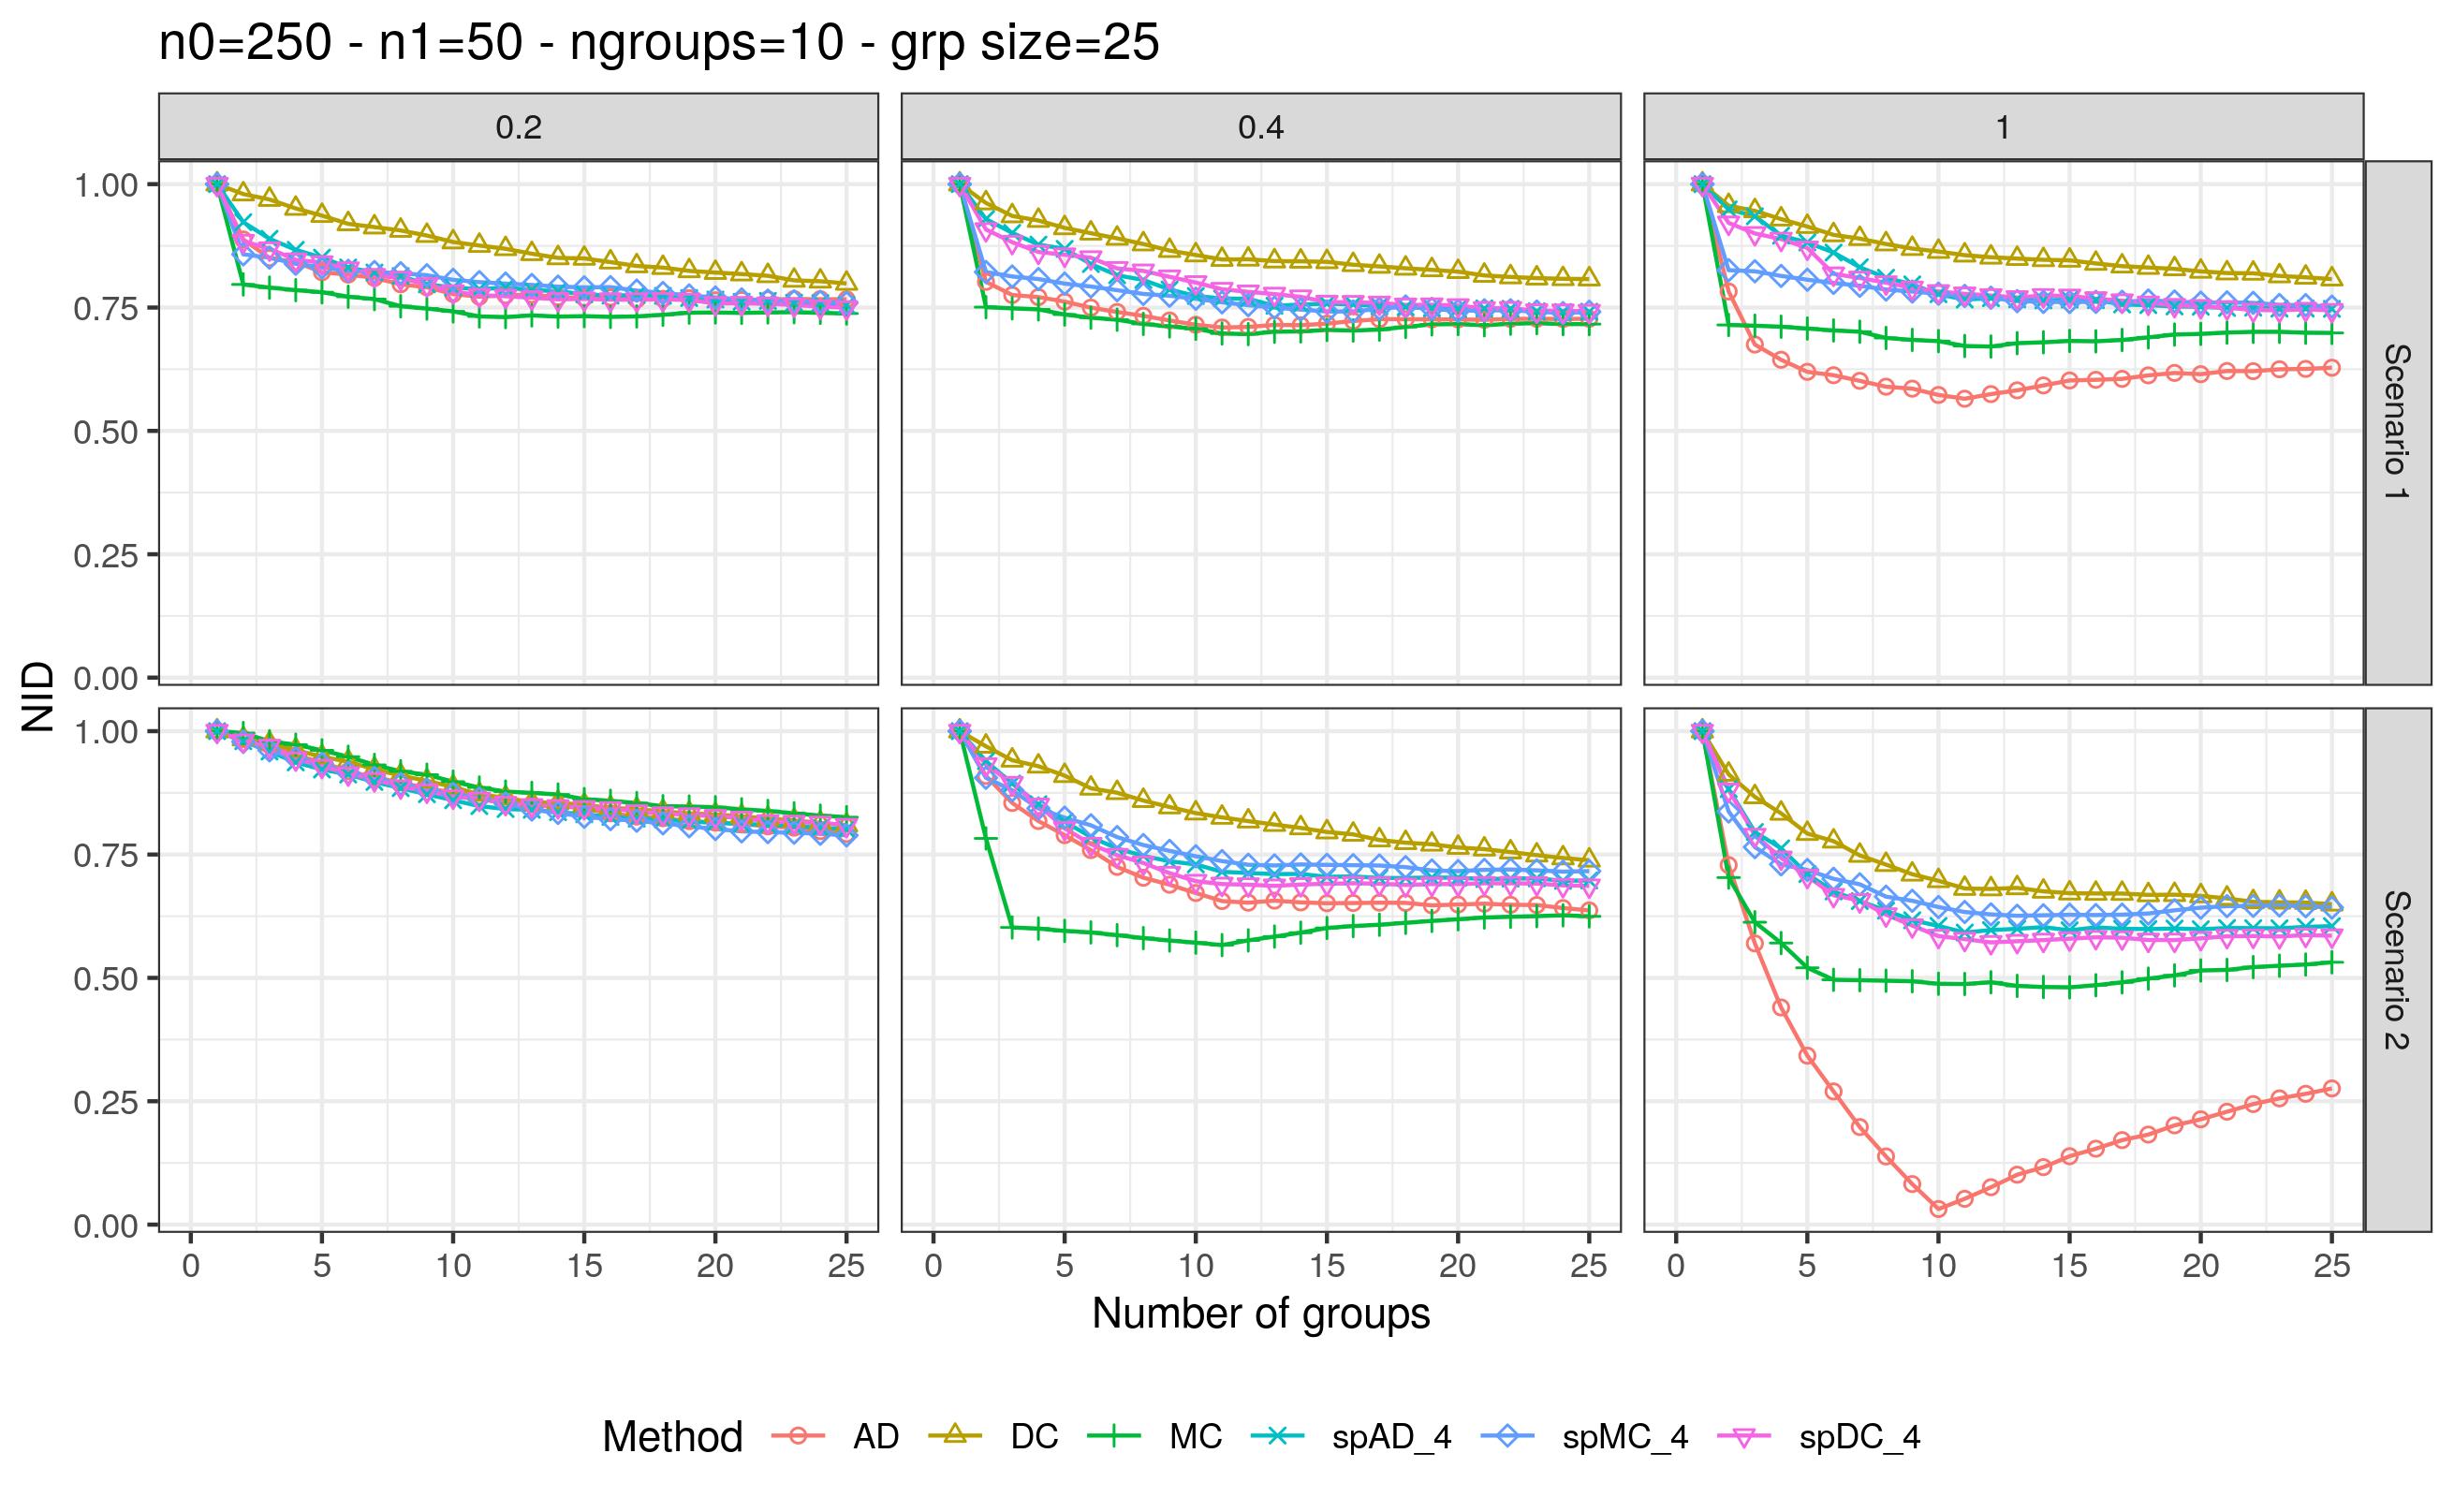 n0=250 - n1=50 - ngroups=10 - grp size=25
0.2 0.4 1
1.00
0.75
0.50
0.25
0.00
Scenario 1
NID
1.00
0.75
0.50
0.25
0.00
Scenario 2
0 5 10 15 20 25 0 5 10 15 20 25 0 5 10 15 20 25
Number of groups
Method AD DC MC spAD_4 spMC_4 spDC_4